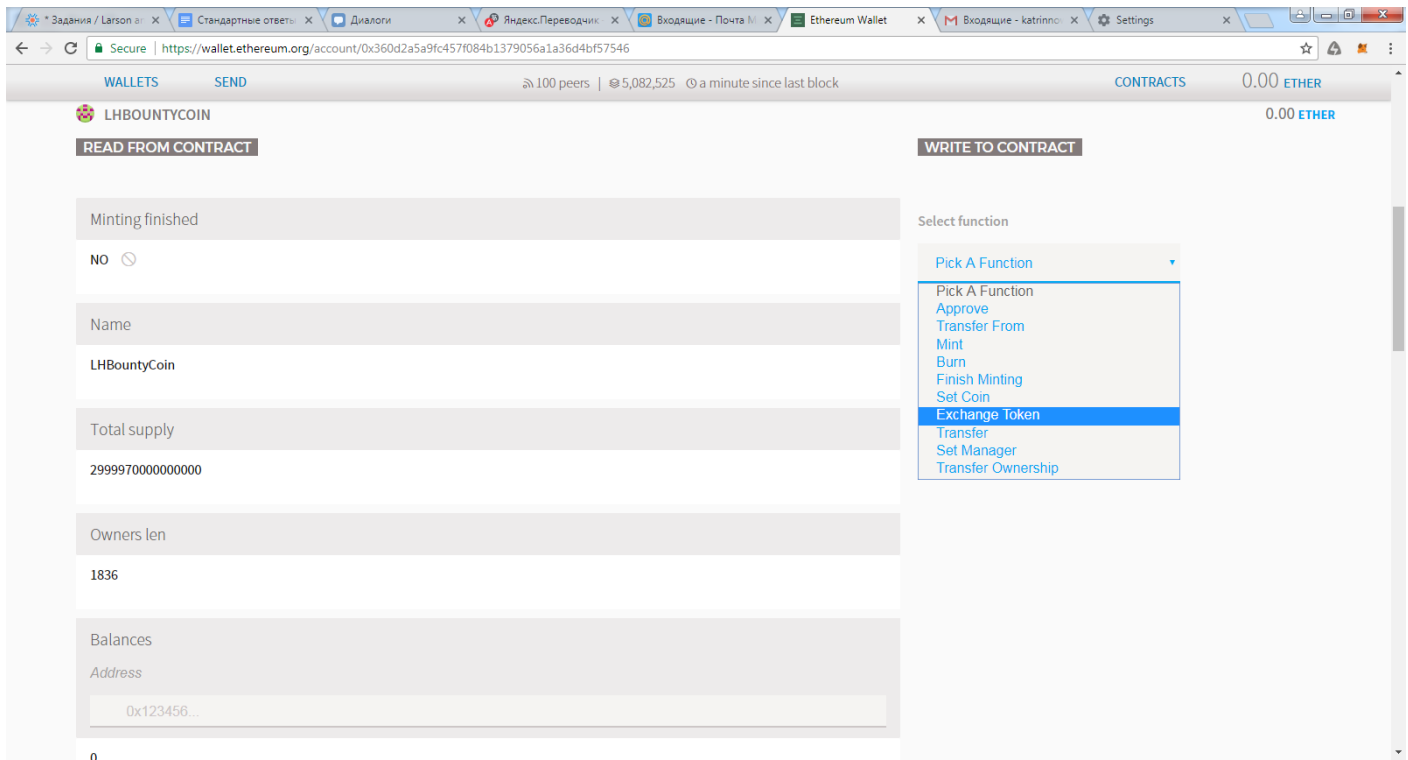 * Задания / Larson an
Стандартные ответы
Диалоги
Яндекс.Переводчик
Входящие - Почта M
Ethereum Wallet
Входящие - katrinnov
Settings
Secure | https://wallet.ethereum.org/account/0x360d2a5a9fc457f084b1379056a1a36d4bf57546
WALLETS SEND 100 peers | 5,082,525 a minute since last block CONTRACTS 0.00 ETHER
LHBOUNTYCOIN 0.00 ETHER
READ FROM CONTRACT
Minting finished
NO
Name
LHBountyCoin
Total supply
2999970000000000
Owners len
1836
Balances
Address
0x123456...
0
WRITE TO CONTRACT
Select function
Pick A Function
Pick A Function
Approve
Transfer From
Mint
Burn
Finish Minting
Set Coin
Exchange Token
Transfer
Set Manager
Transfer Ownership